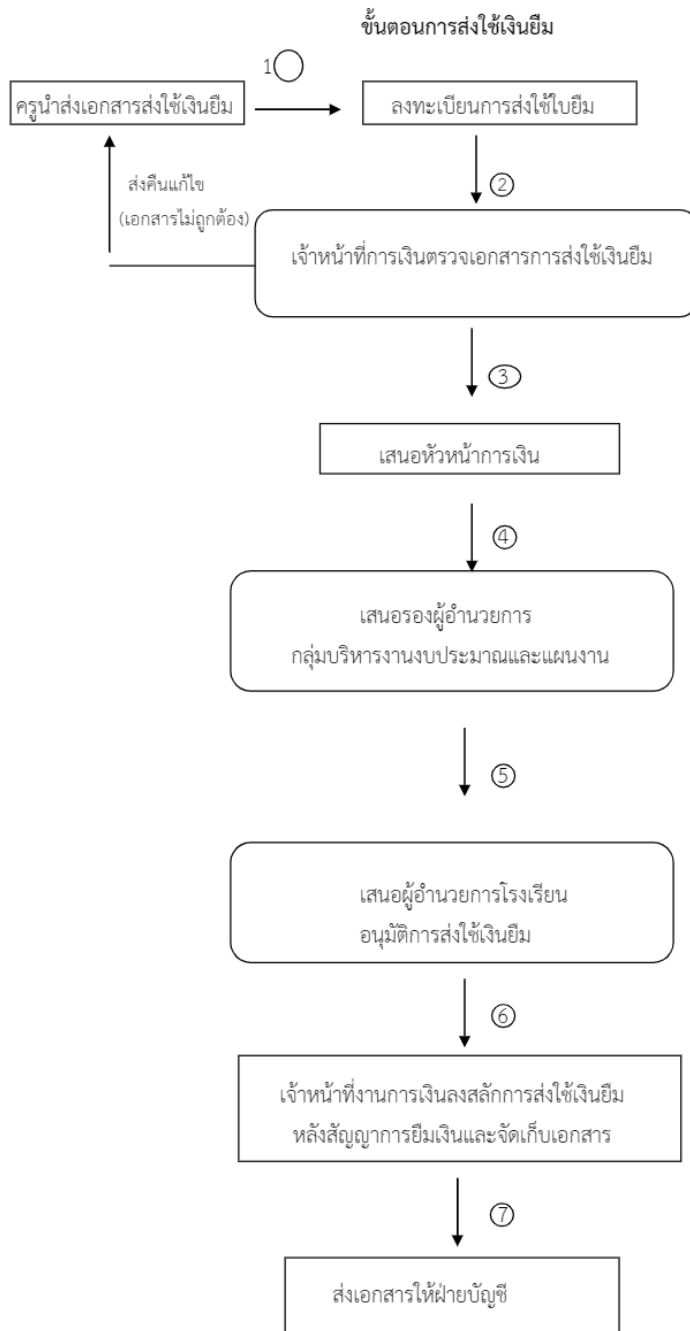 ขั้นตอนการส่งใช้เงินยืม
1
ครูนำส่งเอกสารส่งใช้เงินยืม
ลงทะเบียนการส่งใช้ใบยืม
ส่งคืนแก้ไข
(เอกสารไม่ถูกต้อง)
②
เจ้าหน้าที่การเงินตรวจเอกสารการส่งใช้เงินยืม
③
เสนอหัวหน้าการเงิน
④
เสนอรองผู้อำนวยการ
กลุ่มบริหารงานงบประมาณและแผนงาน
⑤
เสนอผู้อำนวยการโรงเรียน
อนุมัติการส่งใช้เงินยืม
⑥
เจ้าหน้าที่งานการเงินลงสลักการส่งใช้เงินยืม
หลังสัญญาการยืมเงินและจัดเก็บเอกสาร
⑦
ส่งเอกสารให้ฝ่ายบัญชี